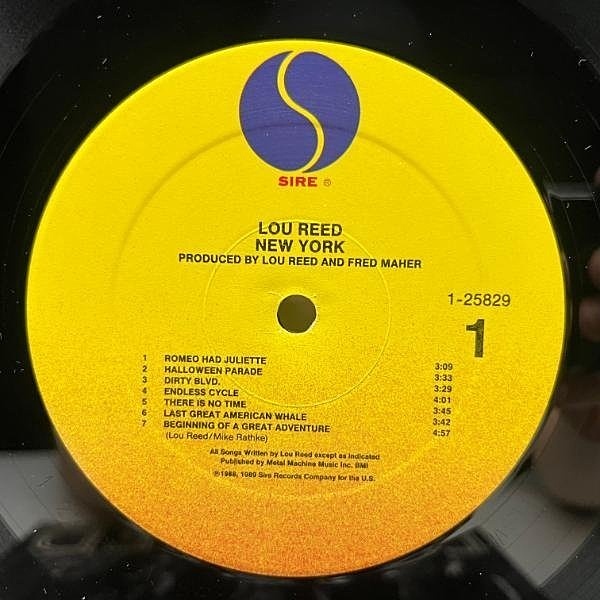 SIRE ®
LOU REED
NEW YORK
PRODUCED BY LOU REED AND FRED MAHER
1-25829
1
1 ROMEO HAD JULIETTE 3:09
2 HALLOWEEN PARADE 3:33
3 DIRTY BLVD. 3:29
4 ENDLESS CYCLE 4:01
5 THERE IS NO TIME 3:45
6 LAST GREAT AMERICAN WHALE 3:42
7 BEGINNING OF A GREAT ADVENTURE 4:57
(Lou Reed/Mike Rathke)
All Songs Written by Lou Reed except as indicated
Published by Metal Machine Music Inc. BMI
℗1988, 1989 Sire Records Company for the U.S.